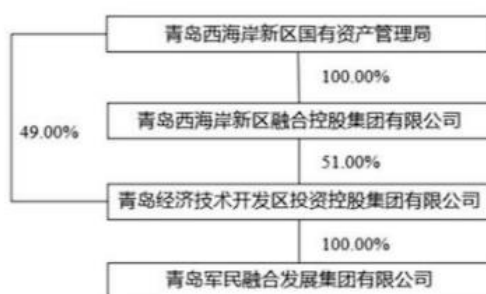 青岛西海岸新区国有资产管理局
100.00%
青岛西海岸新区融合控股集团有限公司
49.00%
51.00%
青岛经济技术开发区投资控股集团有限公司
100.00%
青岛军民融合发展集团有限公司